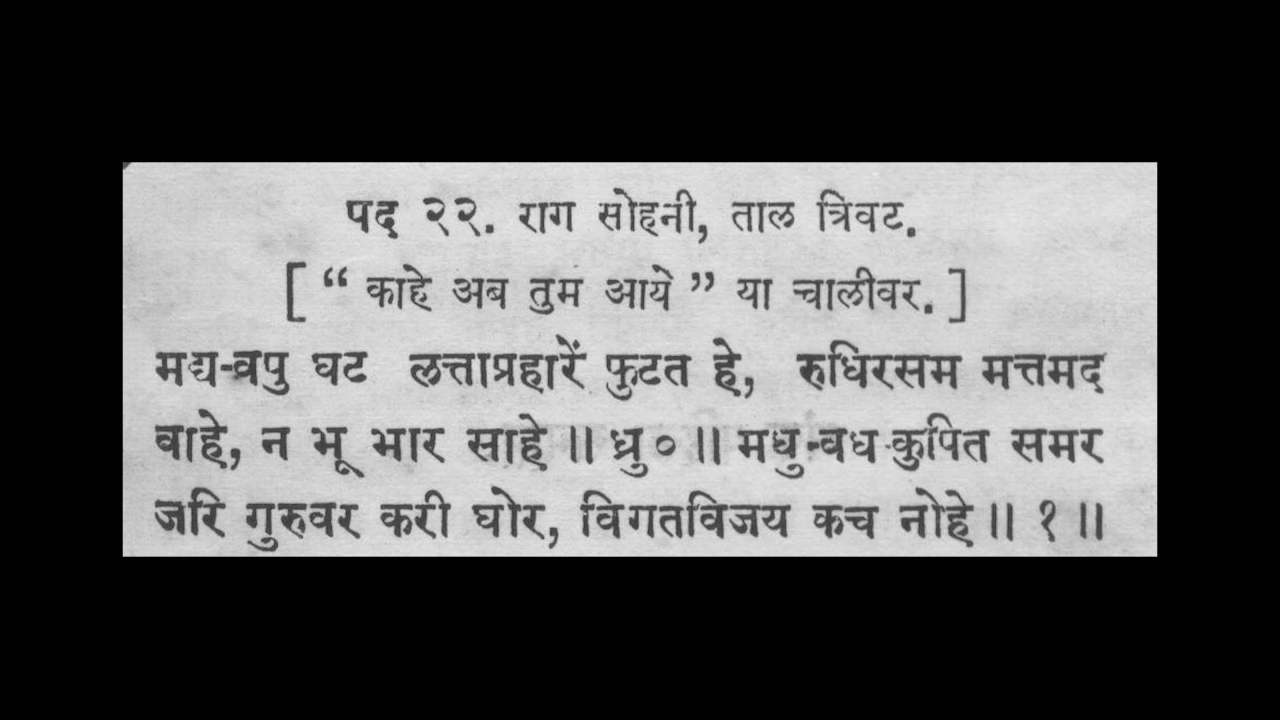 पद २२. राग सोहनी, ताल त्रिवट.
[ “ काहे अब तुम आये ” या चालीवर. ]
मद्य-वपु घट लत्ताप्रहारें फुटत हे, रुधिरसम मत्तमद
वाहे, न भू भार साहे ॥ ध्रु० ॥ मधु-वध-कुपित समर
जरि गुरुवर करी घोर, विगतविजय कच नोहे ॥ १ ॥